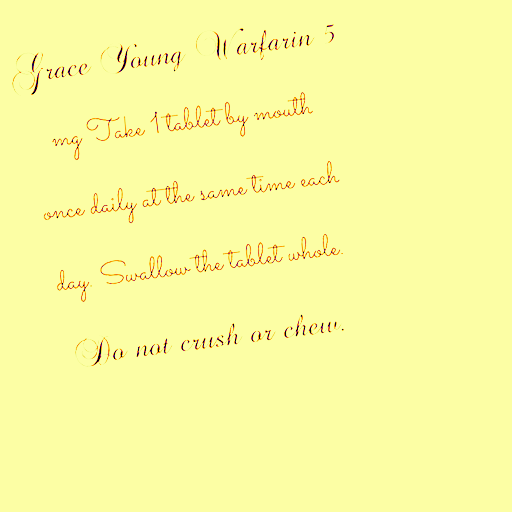 Grace Young Warfarin 5
mg Take 1 tablet by mouth
once daily at the same time each
day. Swallow the tablet whole.
Do not crush or chew.